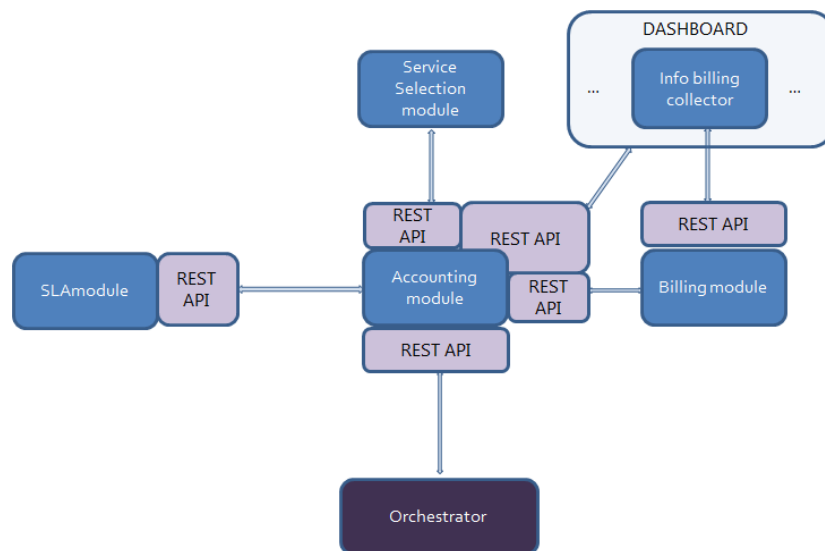 DASHBOARD
Service
Selection
module
...
Info billing
collector
...
REST
API
REST API
REST API
SLAmodule
REST
API
Accounting
module
REST
API
Billing module
REST API
Orchestrator